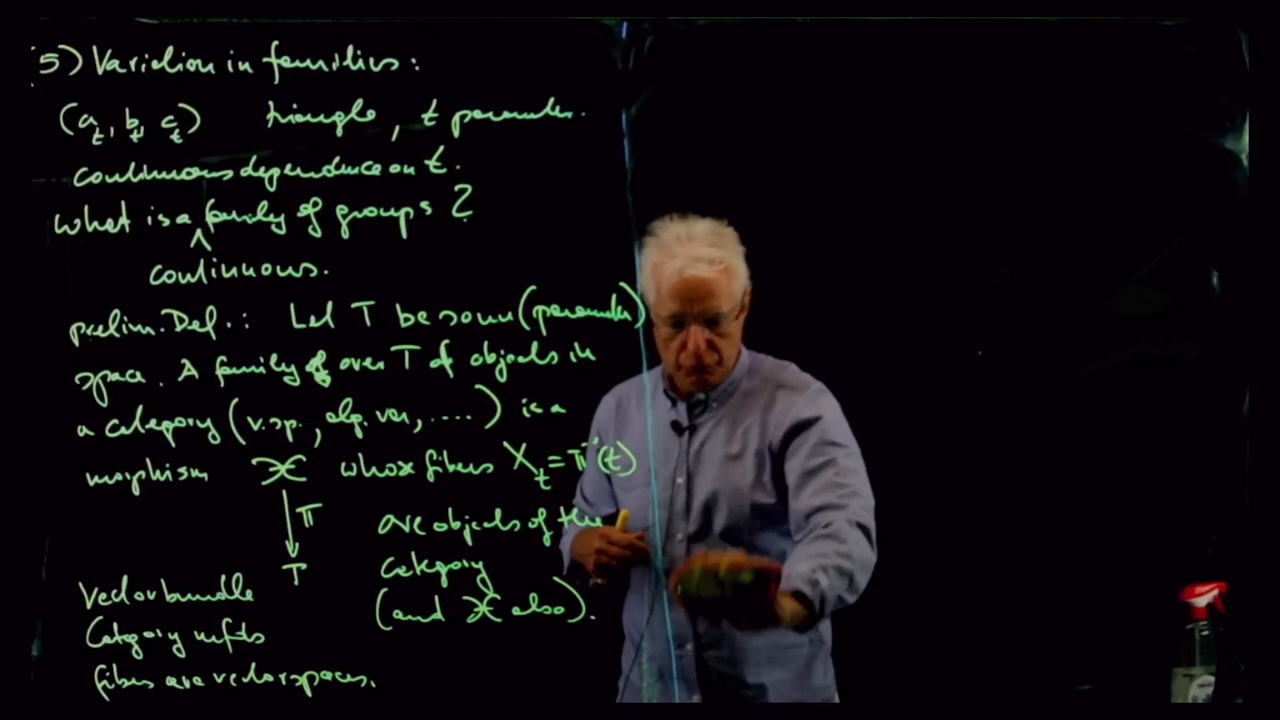 (5) Variation in families:
(a_t, b_t, c_t) triangle, t parameter.
continuous dependence on t.
What is a family of groups?
^
continuous.
prelim. Def.: Let T be some (parameter)
space. A family over T of objects in
a category (v.sp., alg. var, ....) is a
morphism 𝒳 whose fibers X_t = π⁻¹(t)
↓ π are objects of the
T category
(and 𝒳 also).
Vector bundle
Category mfds
fibers are vector spaces.